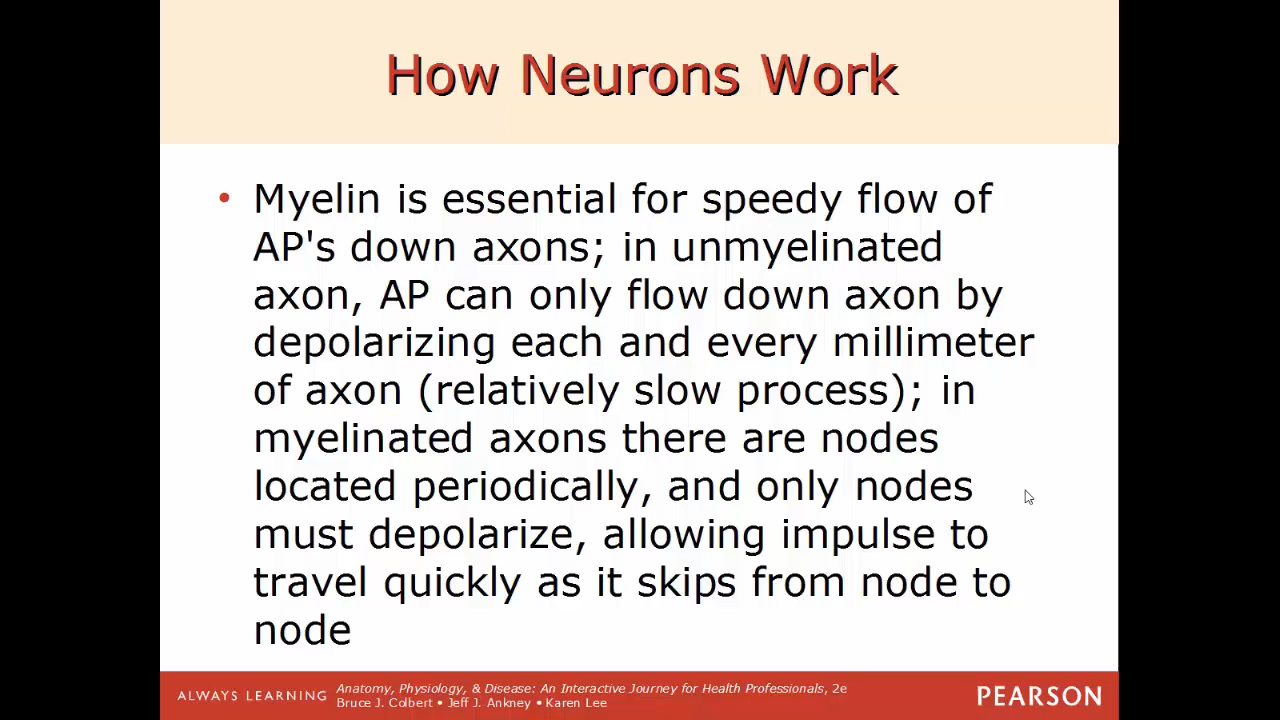 How Neurons Work
• Myelin is essential for speedy flow of
AP's down axons; in unmyelinated
axon, AP can only flow down axon by
depolarizing each and every millimeter
of axon (relatively slow process); in
myelinated axons there are nodes
located periodically, and only nodes
must depolarize, allowing impulse to
travel quickly as it skips from node to
node
ALWAYS LEARNING
Anatomy, Physiology, & Disease: An Interactive Journey for Health Professionals, 2e
Bruce J. Colbert • Jeff J. Ankney • Karen Lee
PEARSON